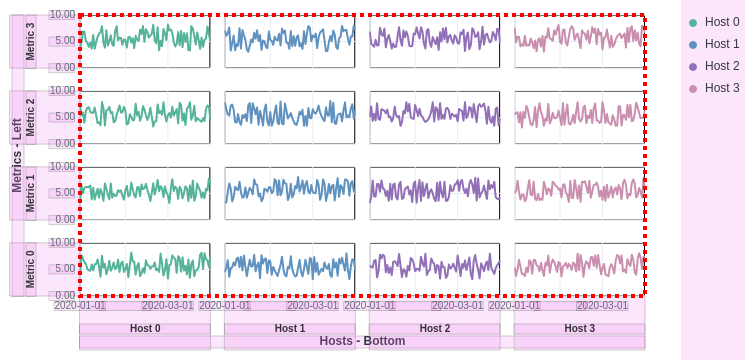 Metrics - Left
Metric 3
10.00
5.00
0.00
Metric 2
10.00
5.00
0.00
Metric 1
10.00
5.00
0.00
Metric 0
10.00
5.00
0.00
2020-01-01 2020-03-01 2020-01-01 2020-03-01 2020-01-01 2020-03-01 2020-01-01 2020-03-01
Host 0 Host 1 Host 2 Host 3
Hosts - Bottom
Host 0
Host 1
Host 2
Host 3